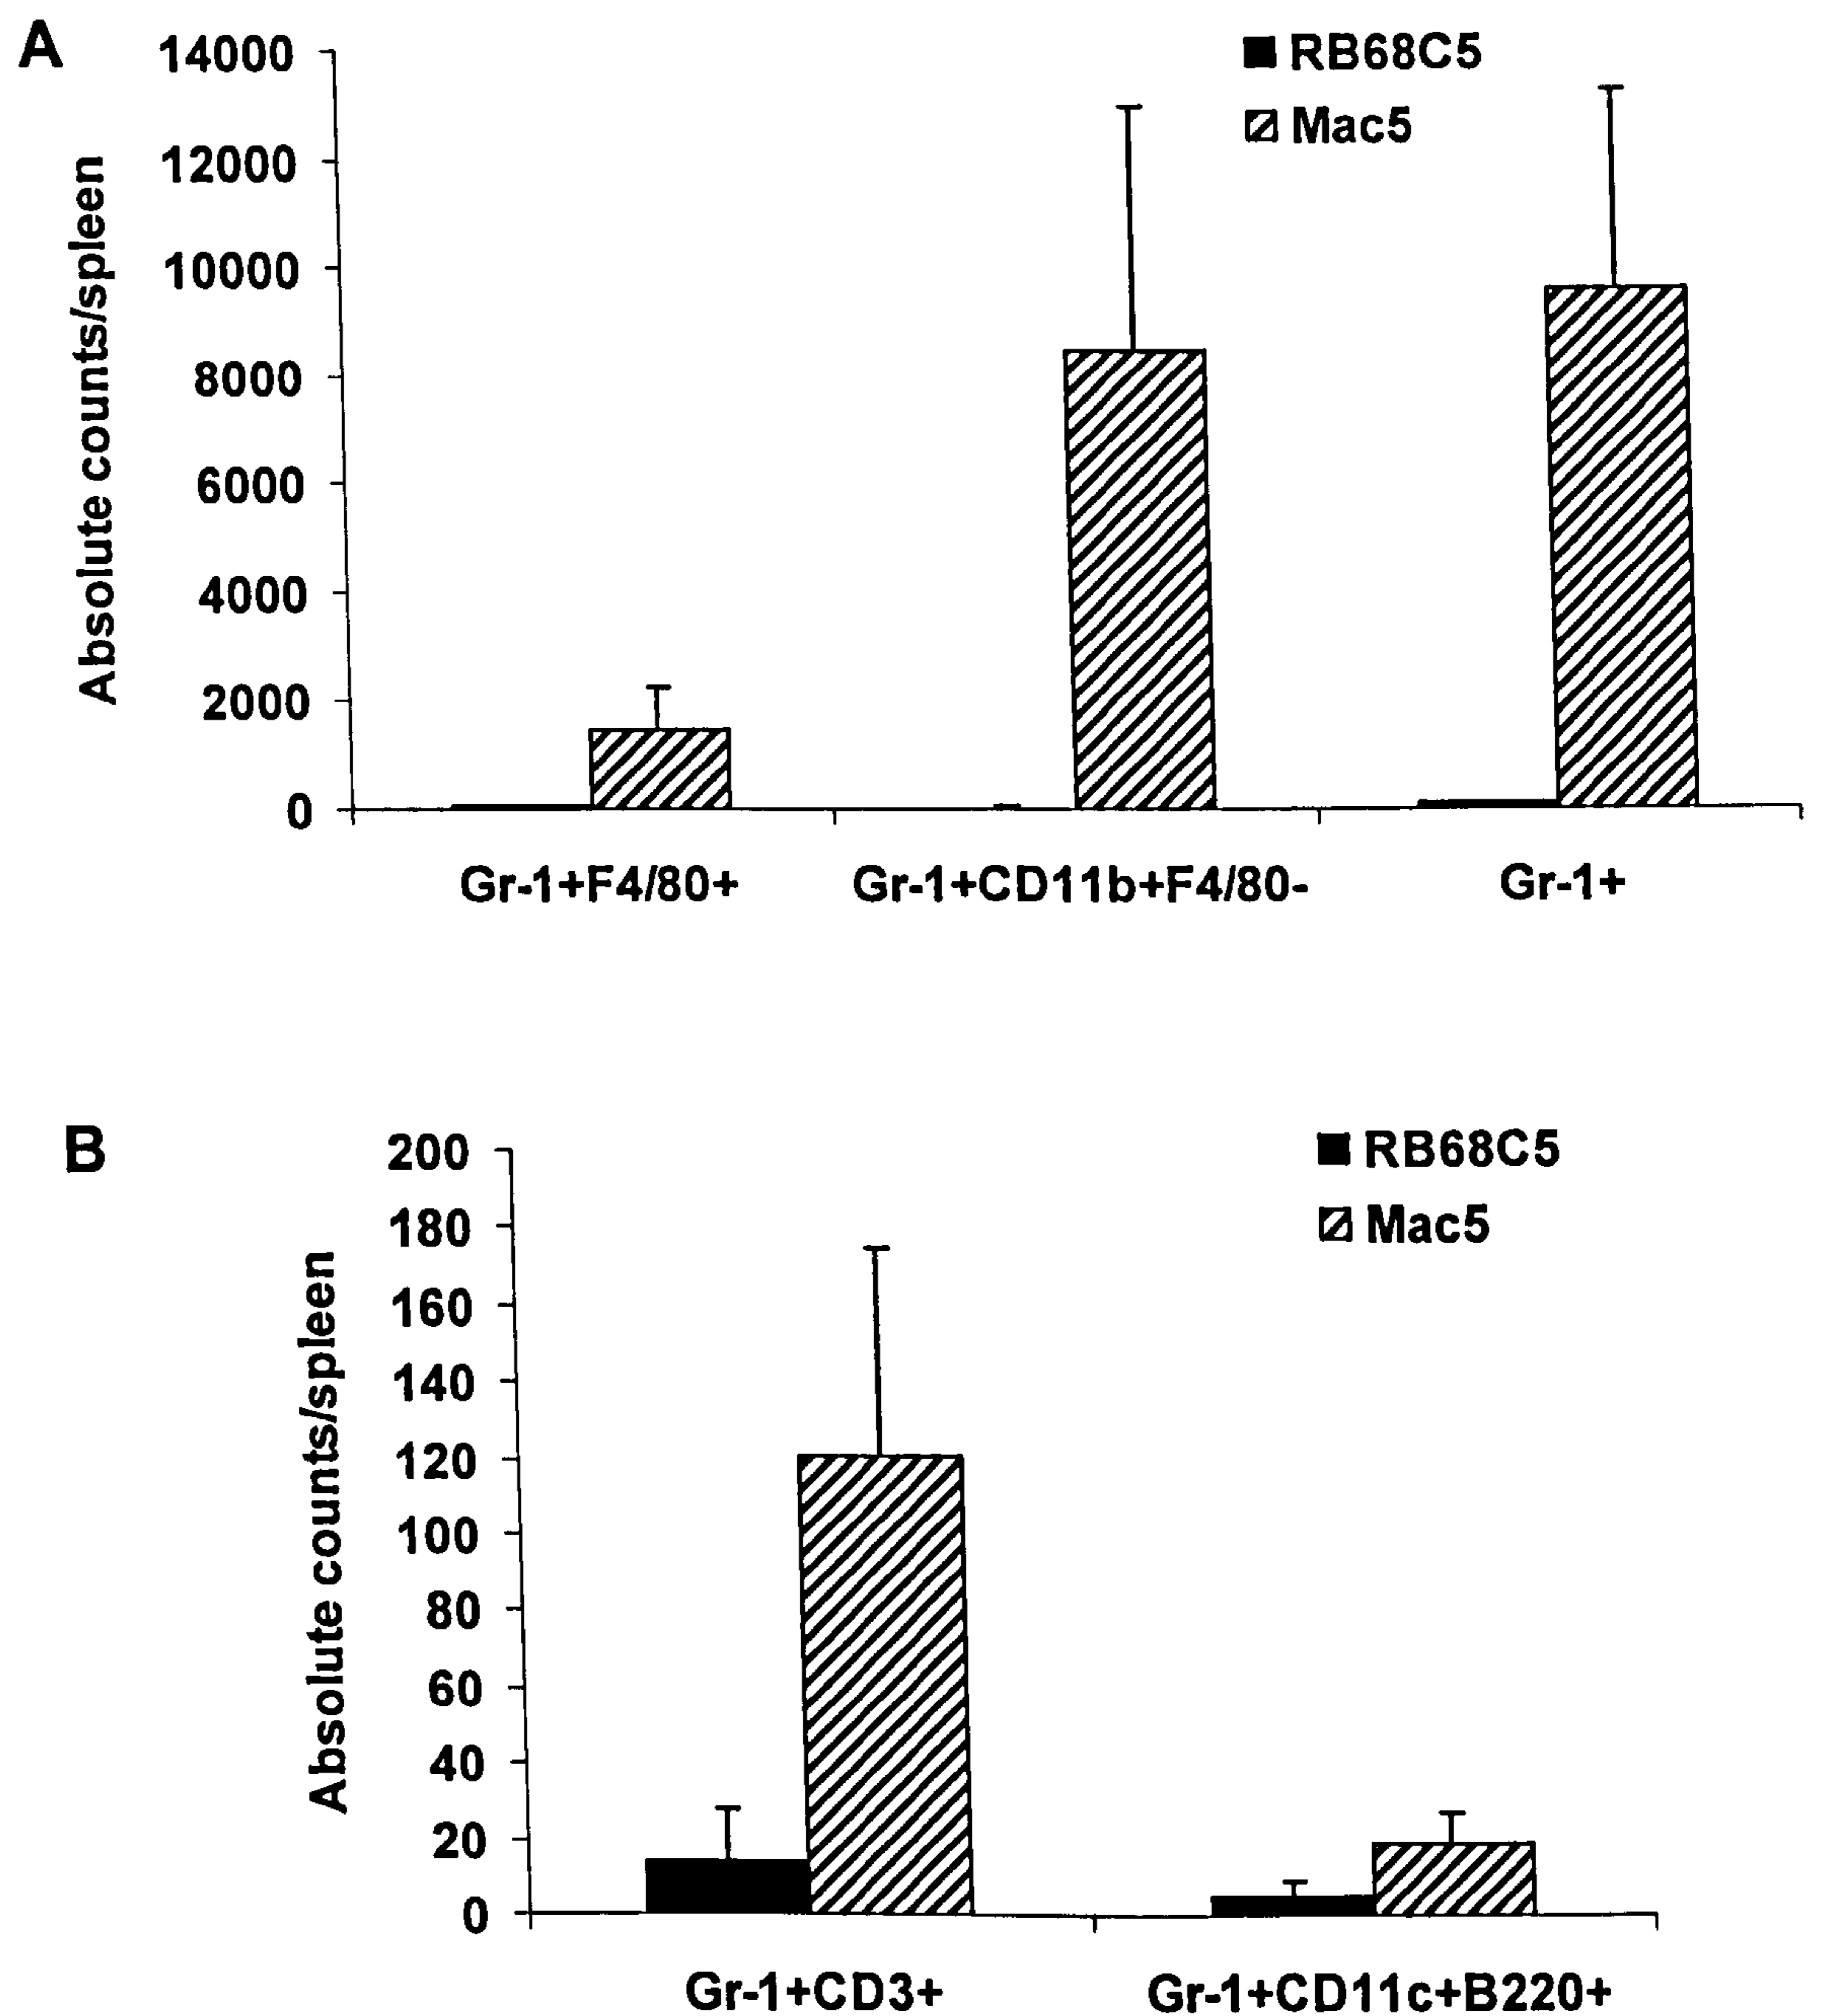 A
14000
12000
10000
8000
6000
4000
2000
0
Absolute counts/spleen
RB68C5
Mac5
Gr-1+F4/80+
Gr-1+CD11b+F4/80-
Gr-1+
B
200
180
160
140
120
100
80
60
40
20
0
Absolute counts/spleen
RB68C5
Mac5
Gr-1+CD3+
Gr-1+CD11c+B220+